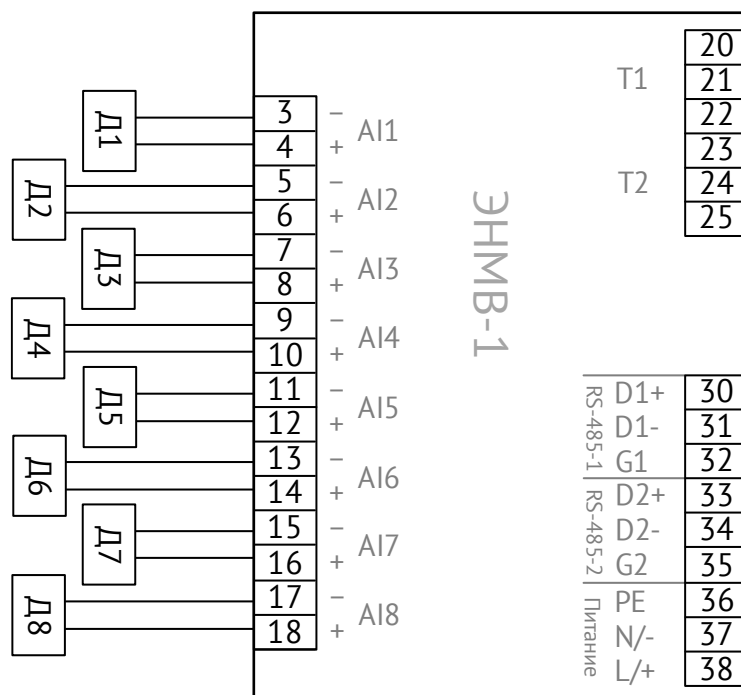 Д1
Д2
Д3
Д4
Д5
Д6
Д7
Д8
3 − AI1
4 +
5 − AI2
6 +
7 − AI3
8 +
9 − AI4
10 +
11 − AI5
12 +
13 − AI6
14 +
15 − AI7
16 +
17 − AI8
18 +
ЭНМВ-1
20
T1 21
22
23
T2 24
25
RS-485-1
D1+ 30
D1- 31
G1 32
RS-485-2
D2+ 33
D2- 34
G2 35
Питание
PE 36
N/- 37
L/+ 38